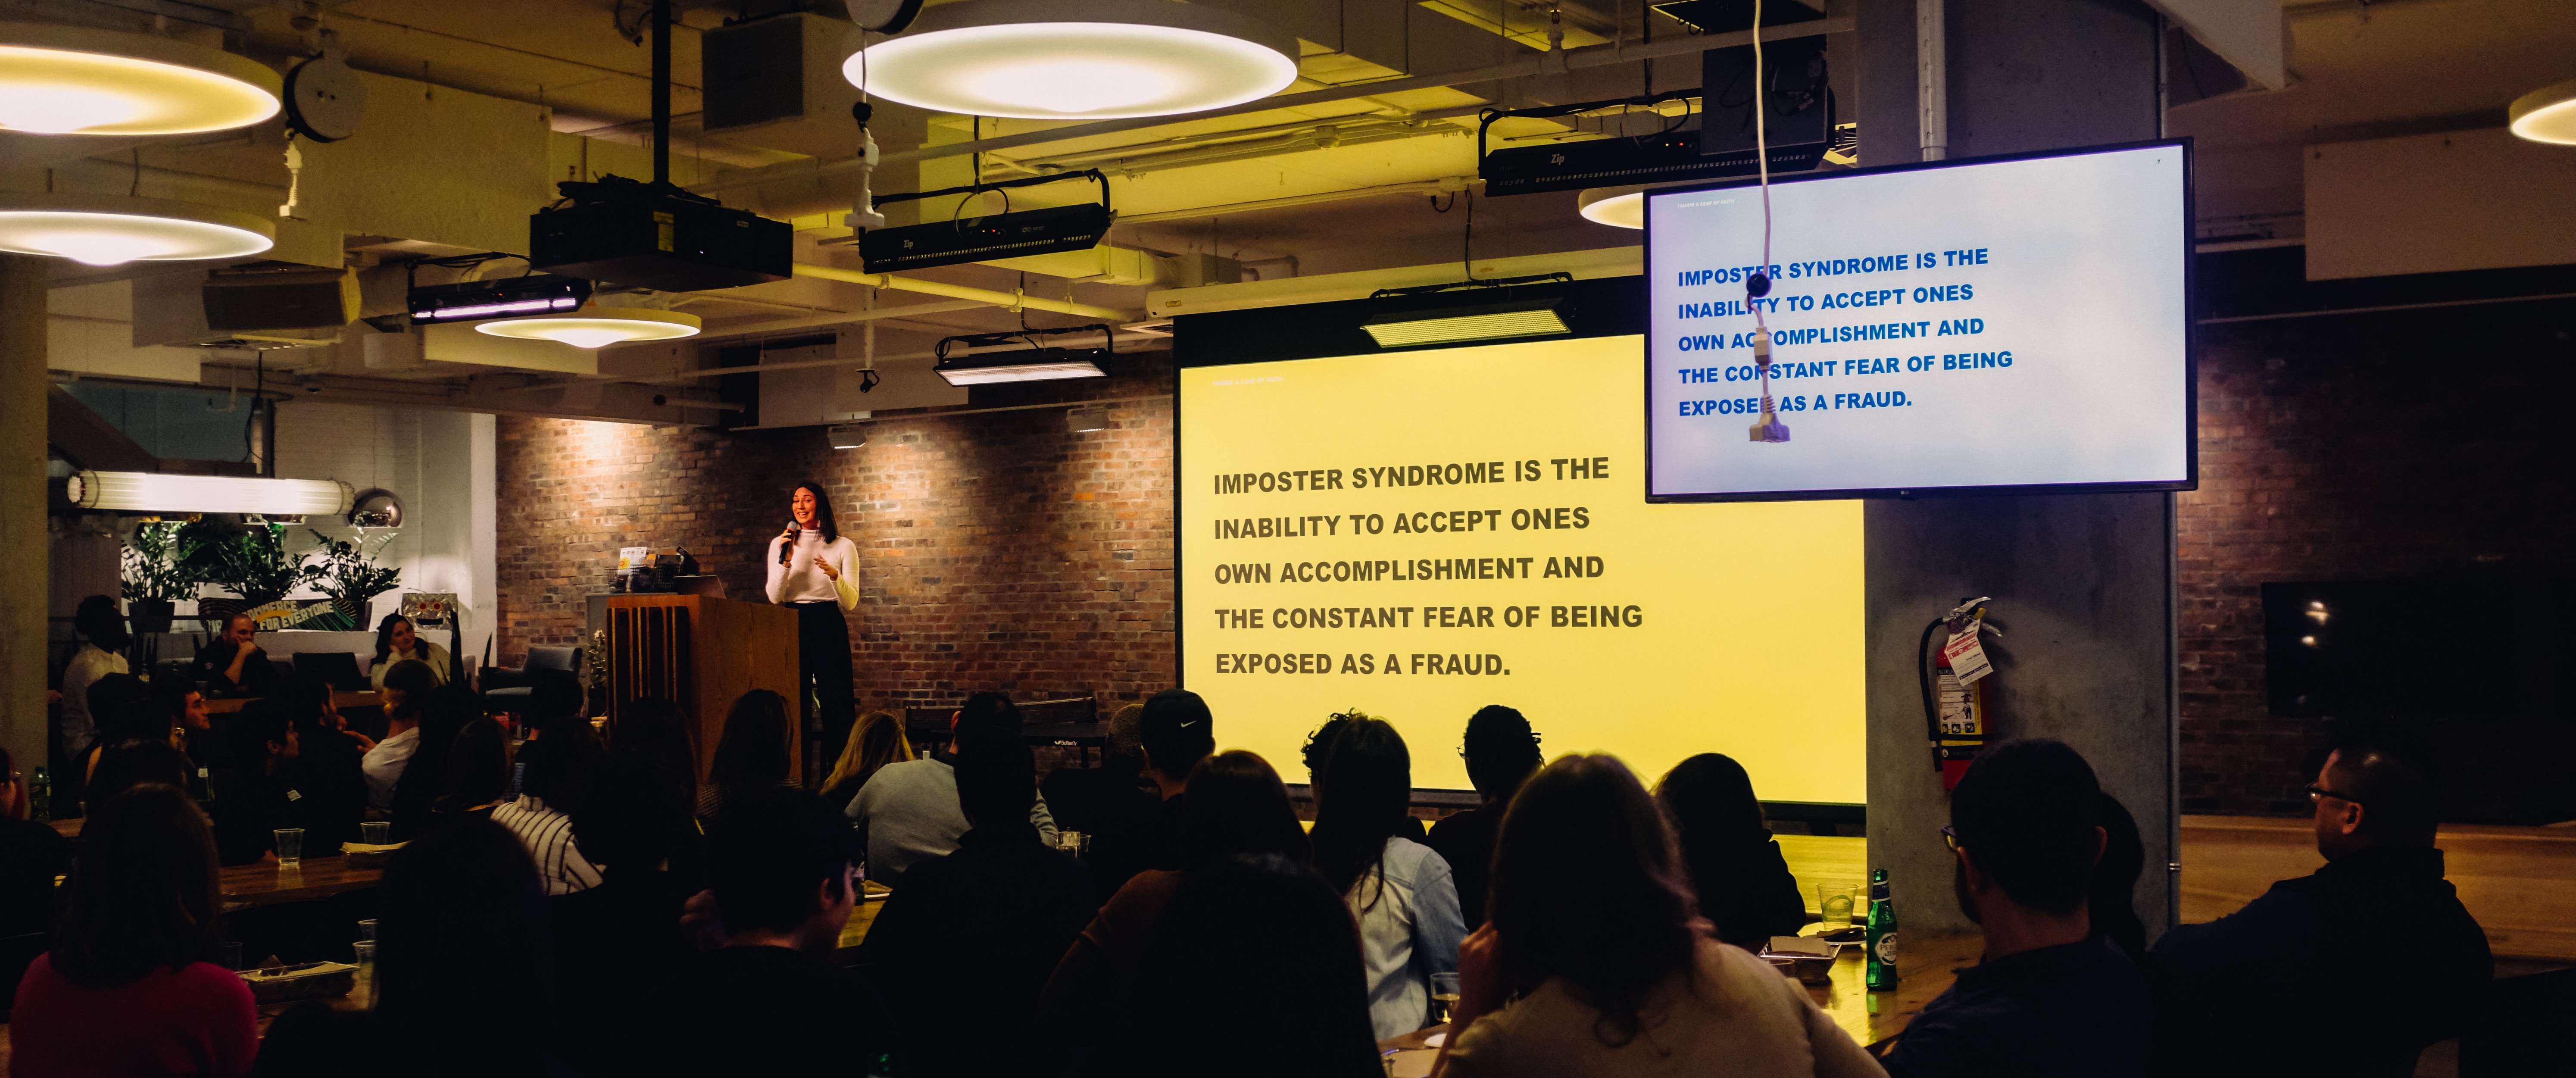 Zip
Zip
IMPOSTER SYNDROME IS THE
INABILITY TO ACCEPT ONES
OWN ACCOMPLISHMENT AND
THE CONSTANT FEAR OF BEING
EXPOSED AS A FRAUD.
IMPOSTER SYNDROME IS THE
INABILITY TO ACCEPT ONES
OWN ACCOMPLISHMENT AND
THE CONSTANT FEAR OF BEING
EXPOSED AS A FRAUD.
FOR EVERYONE